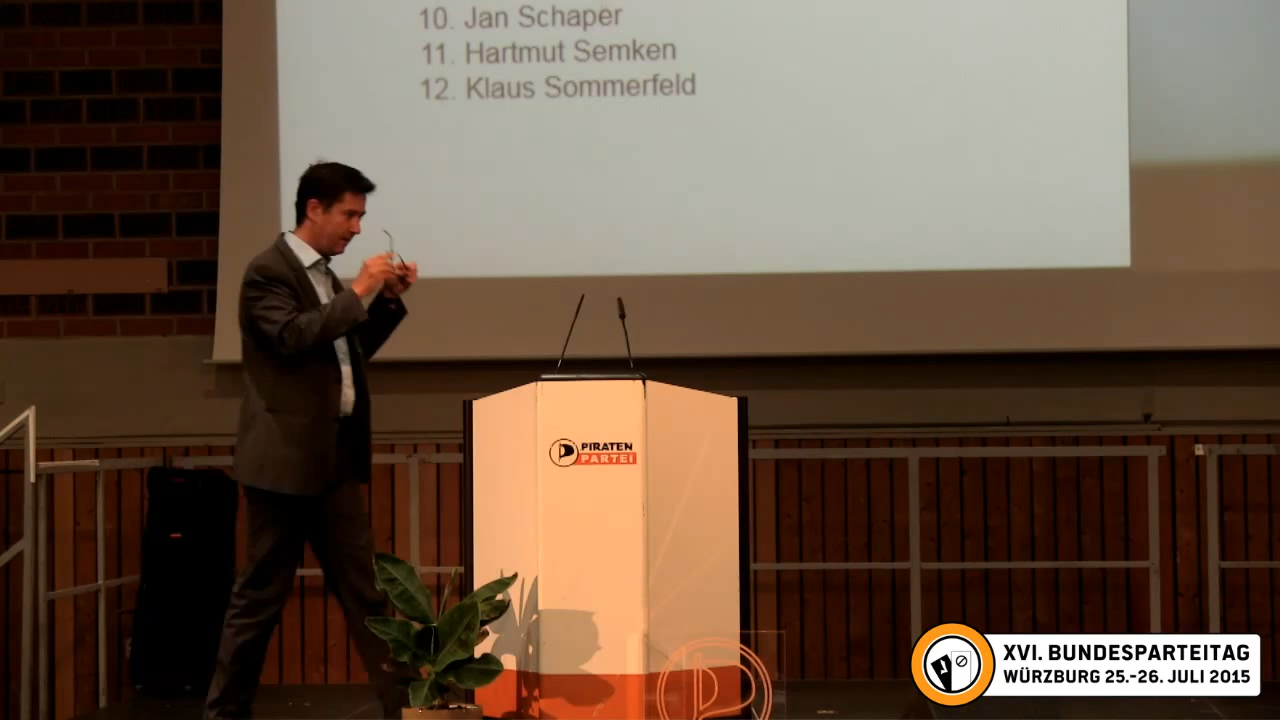 10. Jan Schaper
11. Hartmut Semken
12. Klaus Sommerfeld
PIRATEN
PARTEI
XVI. BUNDESPARTEITAG
WÜRZBURG 25.-26. JULI 2015